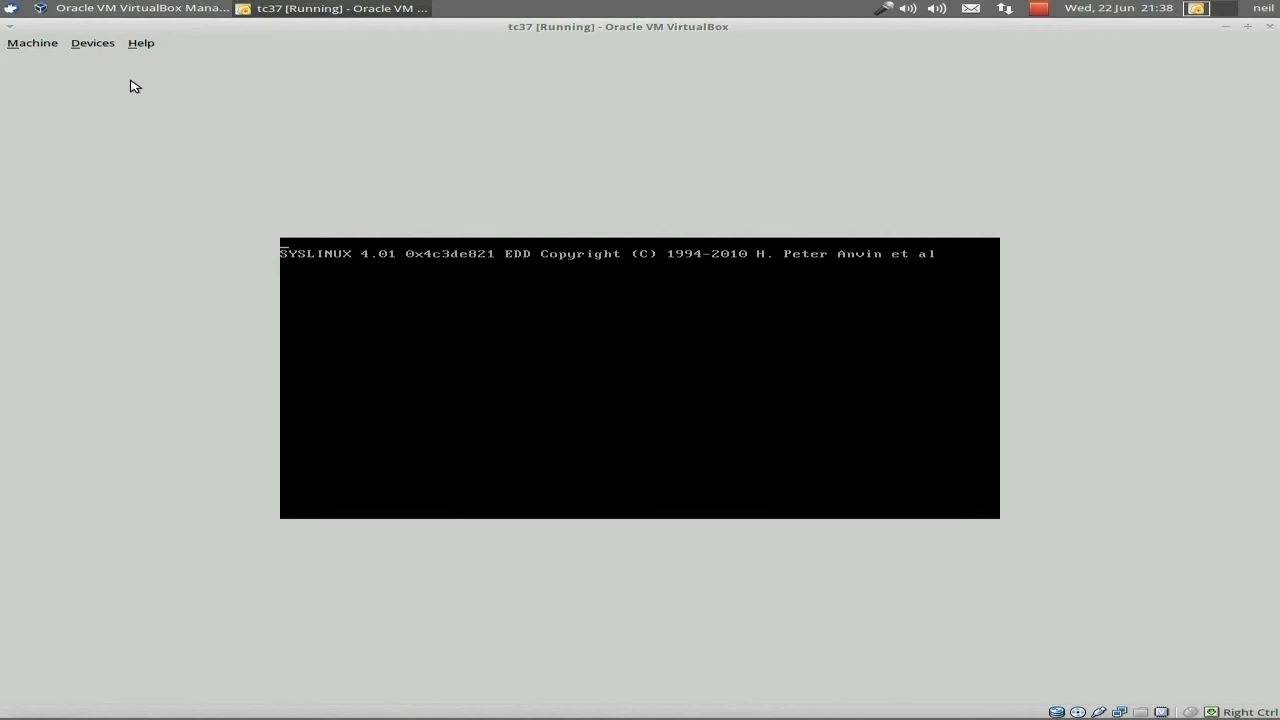 Oracle VM VirtualBox Mana...
tc37 [Running] - Oracle VM ...
Wed, 22 Jun 21:38
neil
tc37 [Running] - Oracle VM VirtualBox
Machine Devices Help
SYSLINUX 4.01 0x4c3de821 EDD Copyright (C) 1994-2010 H. Peter Anvin et al
Right Ctrl